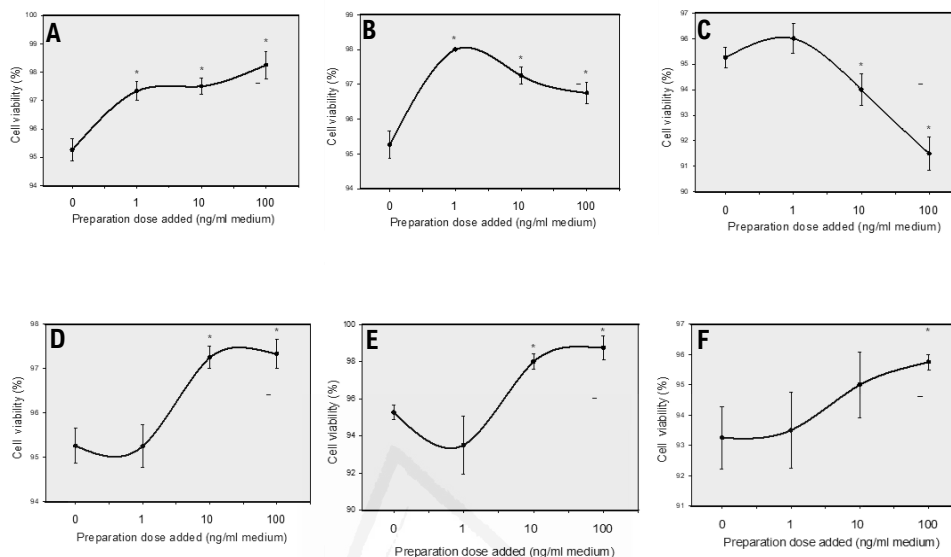 A
Cell viability (%)
100
99
98
97
96
95
94
*
*
*
0 1 10 100
Preparation dose added (ng/ml medium)
B
Cell viability (%)
99
98
97
96
95
94
*
*
*
0 1 10 100
Preparation dose added (ng/ml medium)
C
Cell viability (%)
97
96
95
94
93
92
91
90
*
*
0 1 10 100
Preparation dose added (ng/ml medium)
D
Cell viability (%)
98
97
96
95
94
*
*
0 1 10 100
Preparation dose added (ng/ml medium)
E
Cell viability (%)
100
98
96
94
92
90
*
*
0 1 10 100
Preparation dose added (ng/ml medium)
F
Cell viability (%)
97
96
95
94
93
92
91
*
0 1 10 100
Preparation dose added (ng/ml medium)